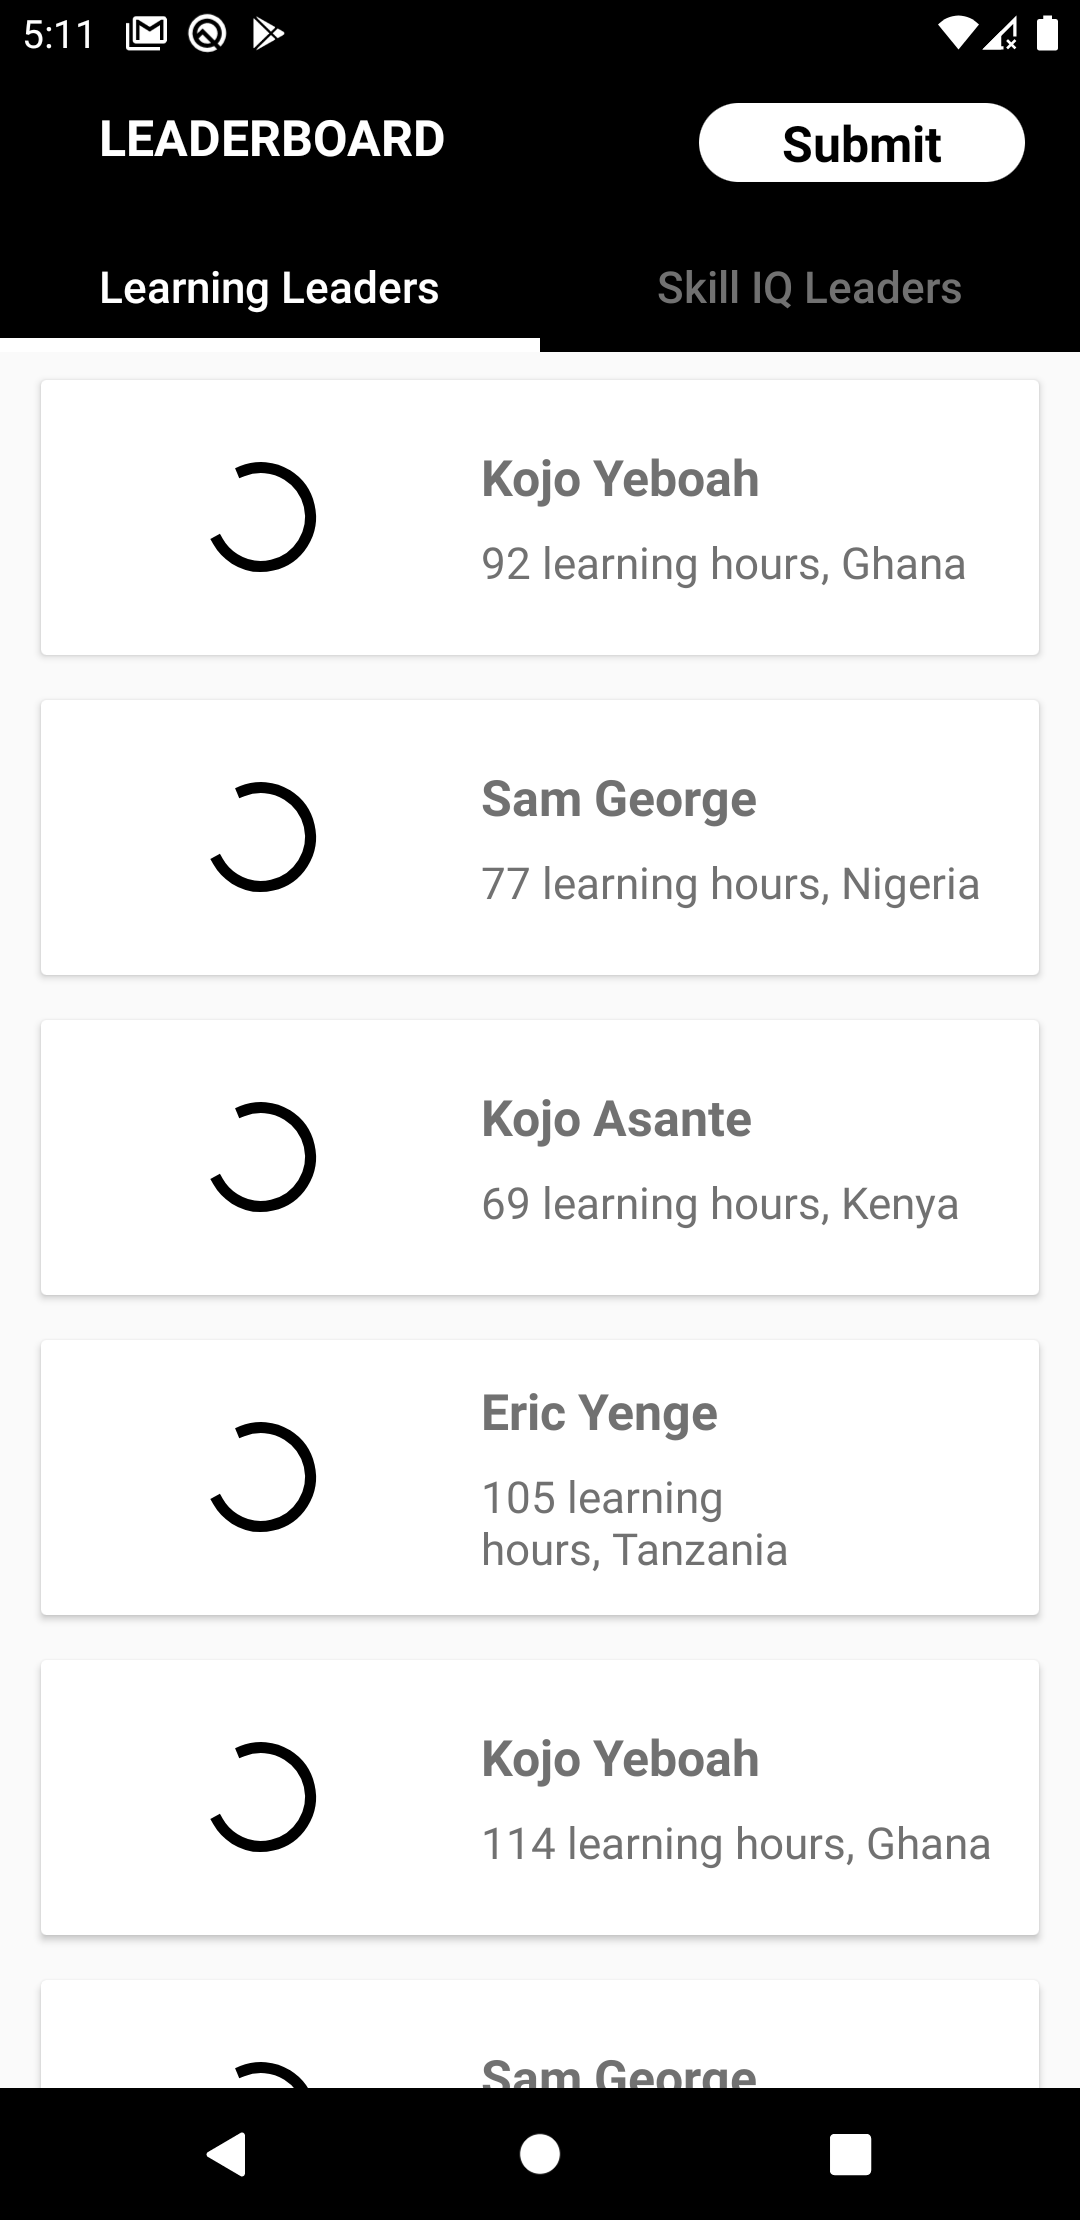 5:11
LEADERBOARD
Submit
Learning Leaders
Skill IQ Leaders
Kojo Yeboah
92 learning hours, Ghana
Sam George
77 learning hours, Nigeria
Kojo Asante
69 learning hours, Kenya
Eric Yenge
105 learning
hours, Tanzania
Kojo Yeboah
114 learning hours, Ghana
Sam George